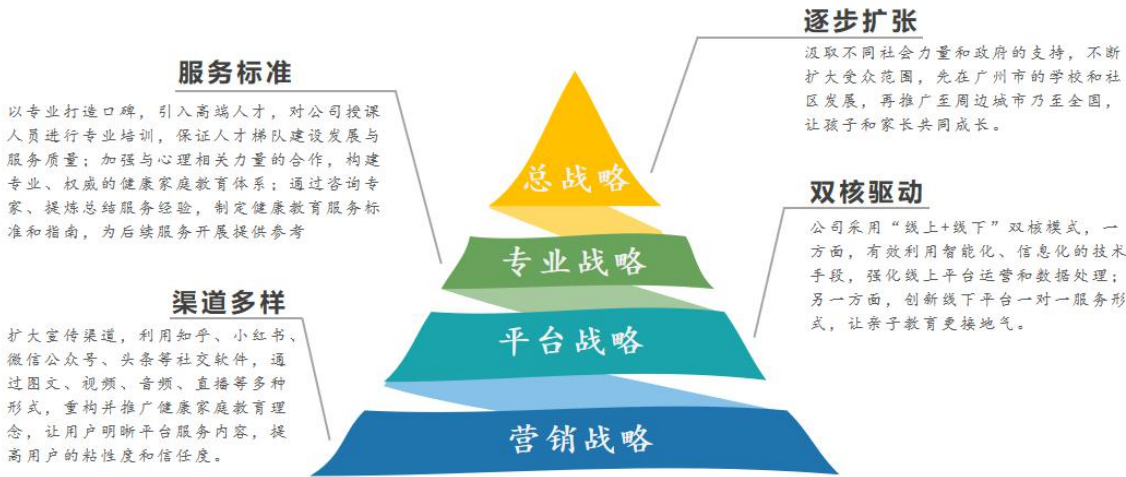 逐步扩张
汲取不同社会力量和政府的支持，不断
扩大受众范围，先在广州市的学校和社
区发展，再推广至周边城市乃至全国，
让孩子和家长共同成长。
服务标准
以专业打造口碑，引入高端人才，对公司授课
人员进行专业培训，保证人才梯队建设发展与
服务质量；加强与心理相关力量的合作，构建
专业、权威的健康家庭教育体系；通过咨询专
家、提炼总结服务经验，制定健康教育服务标
准和指南，为后续服务开展提供参考
总战略
双核驱动
公司采用“线上+线下”双核模式，一
方面，有效利用智能化、信息化的技术
手段，强化线上平台运营和数据处理；
另一方面，创新线下平台一对一服务形
式，让亲子教育更接地气。
专业战略
渠道多样
扩大宣传渠道，利用知乎、小红书、
微信公众号、头条等社交软件，通
过图文、视频、音频、直播等多种
形式，重构并推广健康家庭教育理
念，让用户明晰平台服务内容，提
高用户的粘性度和信任度。
平台战略
营销战略